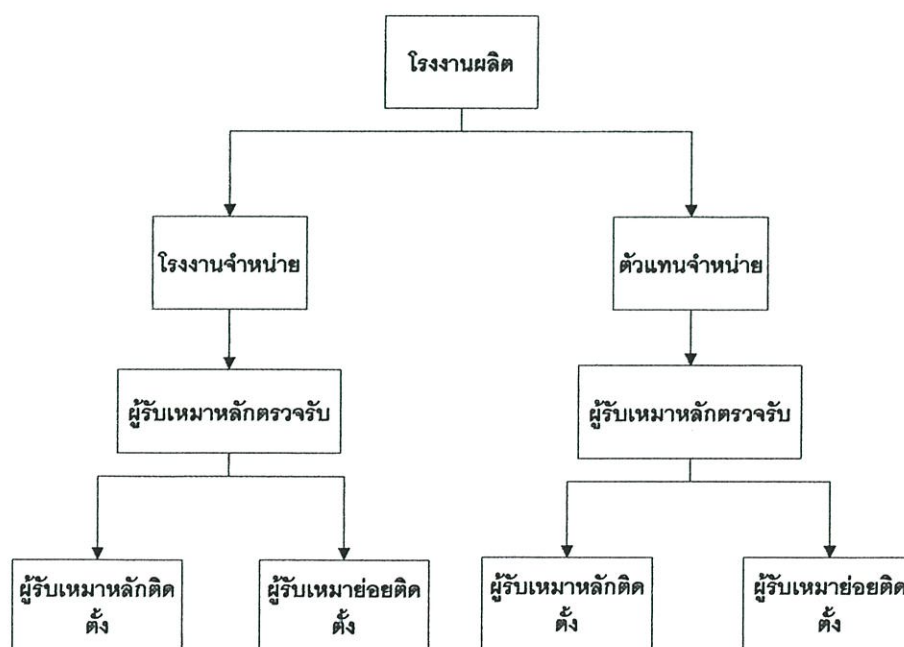 โรงงานผลิต
โรงงานจำหน่าย
ตัวแทนจำหน่าย
ผู้รับเหมาหลักตรวจรับ
ผู้รับเหมาหลักตรวจรับ
ผู้รับเหมาหลักติด
ตั้ง
ผู้รับเหมาย่อยติด
ตั้ง
ผู้รับเหมาหลักติด
ตั้ง
ผู้รับเหมาย่อยติด
ตั้ง